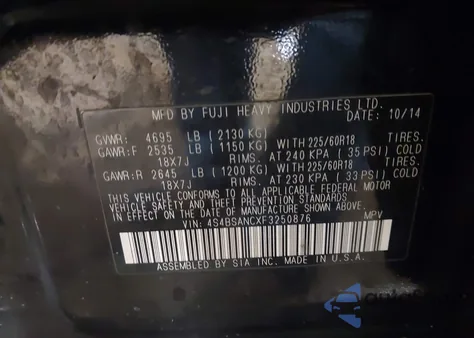 MFD BY FUJI HEAVY INDUSTRIES LTD.
DATE: 10/14
GVWR: 4695 LB (2130 KG)
GAWR:F 2535 LB (1150 KG) WITH 225/60R18 TIRES.
18X7J RIMS. AT 240 KPA (35 PSI) COLD
GAWR:R 2645 LB (1200 KG) WITH 225/60R18 TIRES.
18X7J RIMS. AT 230 KPA (33 PSI) COLD
THIS VEHICLE CONFORMS TO ALL APPLICABLE FEDERAL MOTOR
VEHICLE SAFETY AND THEFT PREVENTION STANDARDS
IN EFFECT ON THE DATE OF MANUFACTURE SHOWN ABOVE.
VIN: 4S4BSANCXF3250876 MPV
ASSEMBLED BY SIA INC. MADE IN U.S.A.